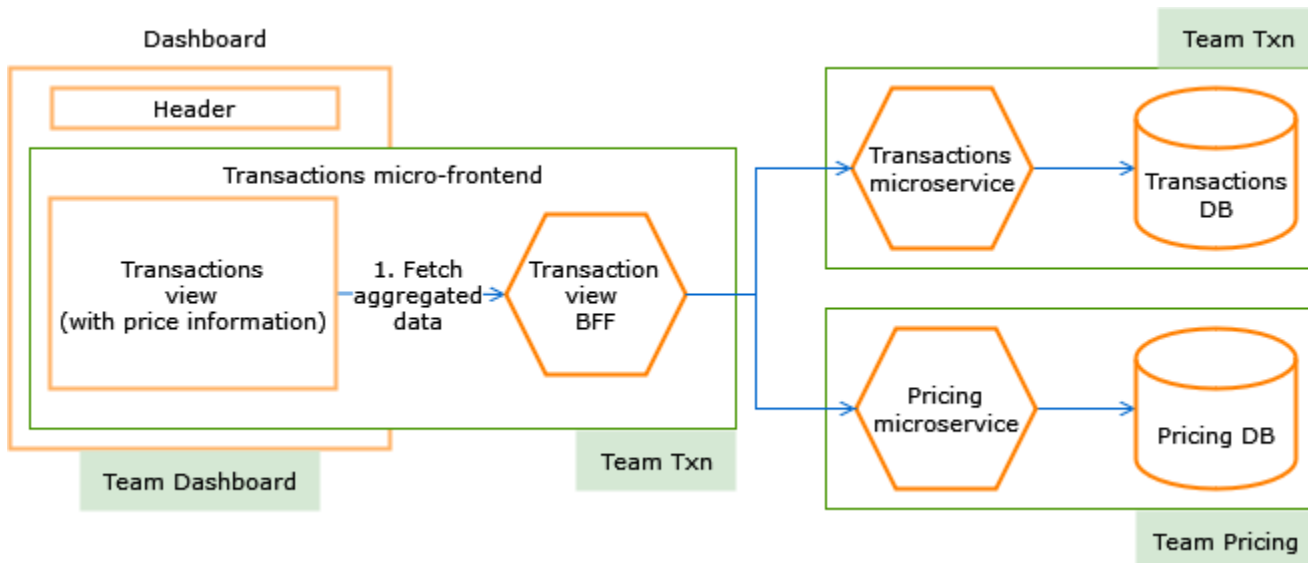 Dashboard
Team Txn
Header
Transactions micro-frontend
Transactions
view
(with price information)
1. Fetch
aggregated
data
Transaction
view
BFF
Transactions
microservice
Transactions
DB
Pricing
microservice
Pricing DB
Team Dashboard
Team Txn
Team Pricing